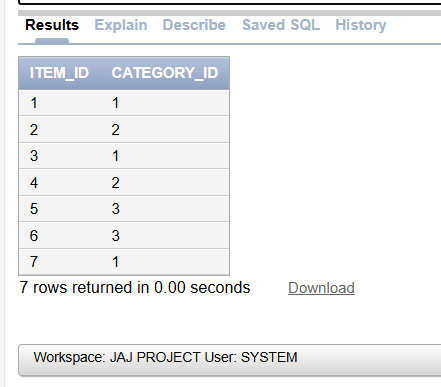 Results Explain Describe Saved SQL History
ITEM_ID CATEGORY_ID
1 1
2 2
3 1
4 2
5 3
6 3
7 1
7 rows returned in 0.00 seconds Download
Workspace: JAJ PROJECT User: SYSTEM